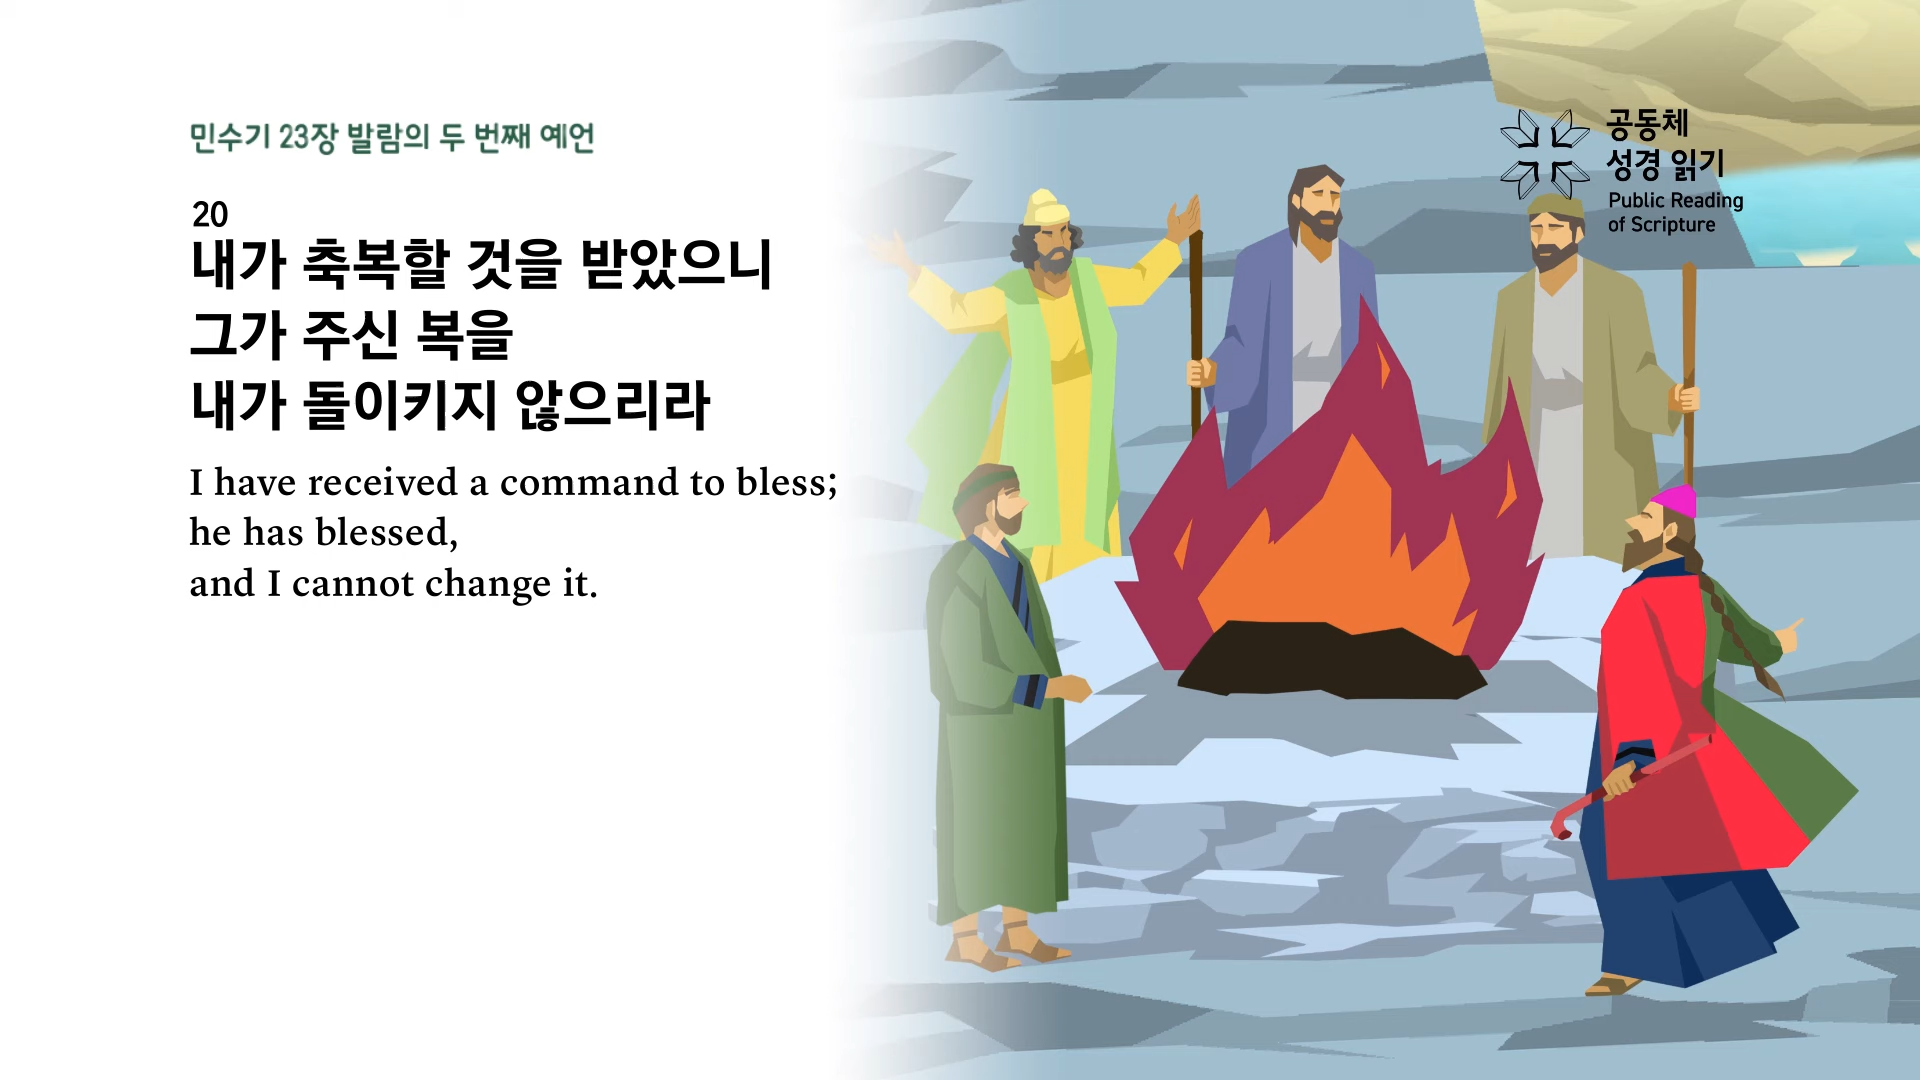 민수기 23장 발람의 두 번째 예언
20
내가 축복할 것을 받았으니
그가 주신 복을
내가 돌이키지 않으리라
I have received a command to bless;
he has blessed,
and I cannot change it.
공동체
성경 읽기
Public Reading
of Scripture